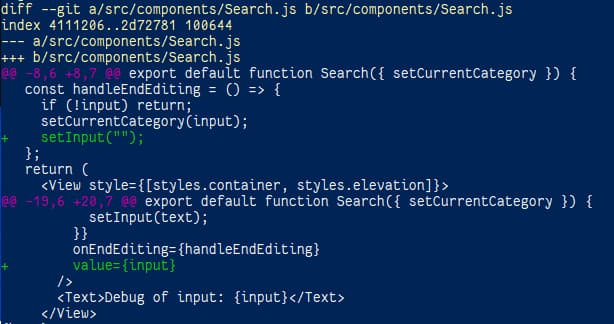 diff --git a/src/components/Search.js b/src/components/Search.js
index 4111206..2d72781 100644
--- a/src/components/Search.js
+++ b/src/components/Search.js
@@ -8,6 +8,7 @@ export default function Search({ setCurrentCategory }) {
   const handleEndEditing = () => {
     if (!input) return;
     setCurrentCategory(input);
+    setInput("");
   };
   return (
     <View style={[styles.container, styles.elevation]}>
@@ -19,6 +20,7 @@ export default function Search({ setCurrentCategory }) {
           setInput(text);
         }}
         onEndEditing={handleEndEditing}
+        value={input}
       />
       <Text>Debug of input: {input}</Text>
     </View>